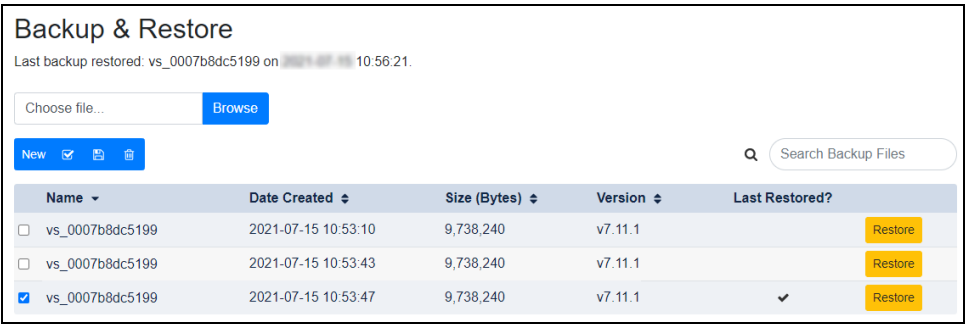 Backup & Restore
Last backup restored: vs_0007b8dc5199 on 10:56:21.
Choose file... Browse
New Search Backup Files
Name Date Created Size (Bytes) Version Last Restored?
vs_0007b8dc5199 2021-07-15 10:53:10 9,738,240 v7.11.1 Restore
vs_0007b8dc5199 2021-07-15 10:53:43 9,738,240 v7.11.1 Restore
vs_0007b8dc5199 2021-07-15 10:53:47 9,738,240 v7.11.1 Restore